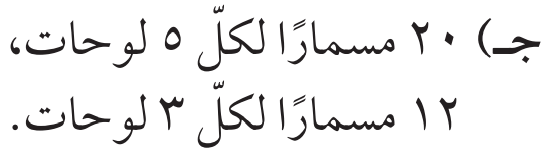 جـ) ٢٠ مسمارًا لكلّ ٥ لوحات،
١٢ مسمارًا لكلّ ٣ لوحات.